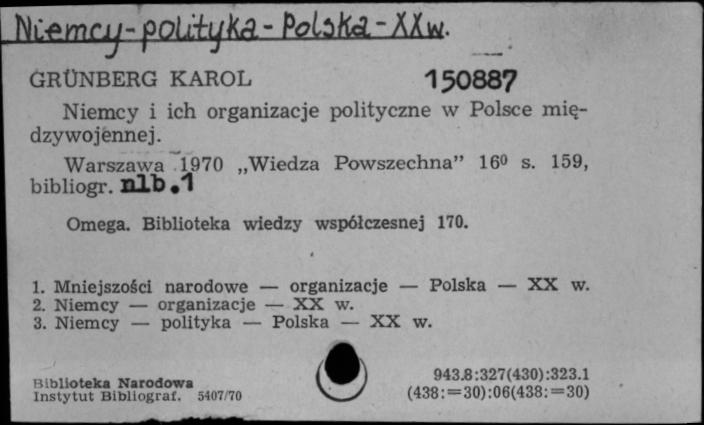 Niemcy-polityka-Polska-XXw.
GRÜNBERG KAROL 150887
Niemcy i ich organizacje polityczne w Polsce mię-
dzywojennej.
Warszawa 1970 „Wiedza Powszechna” 16⁰ s. 159,
bibliogr. nlb.1
Omega. Biblioteka wiedzy współczesnej 170.
1. Mniejszości narodowe — organizacje — Polska — XX w.
2. Niemcy — organizacje — XX w.
3. Niemcy — polityka — Polska — XX w.
Biblioteka Narodowa 943.8:327(430):323.1
Instytut Bibliograf. 5407/70 (438:=30):06(438:=30)